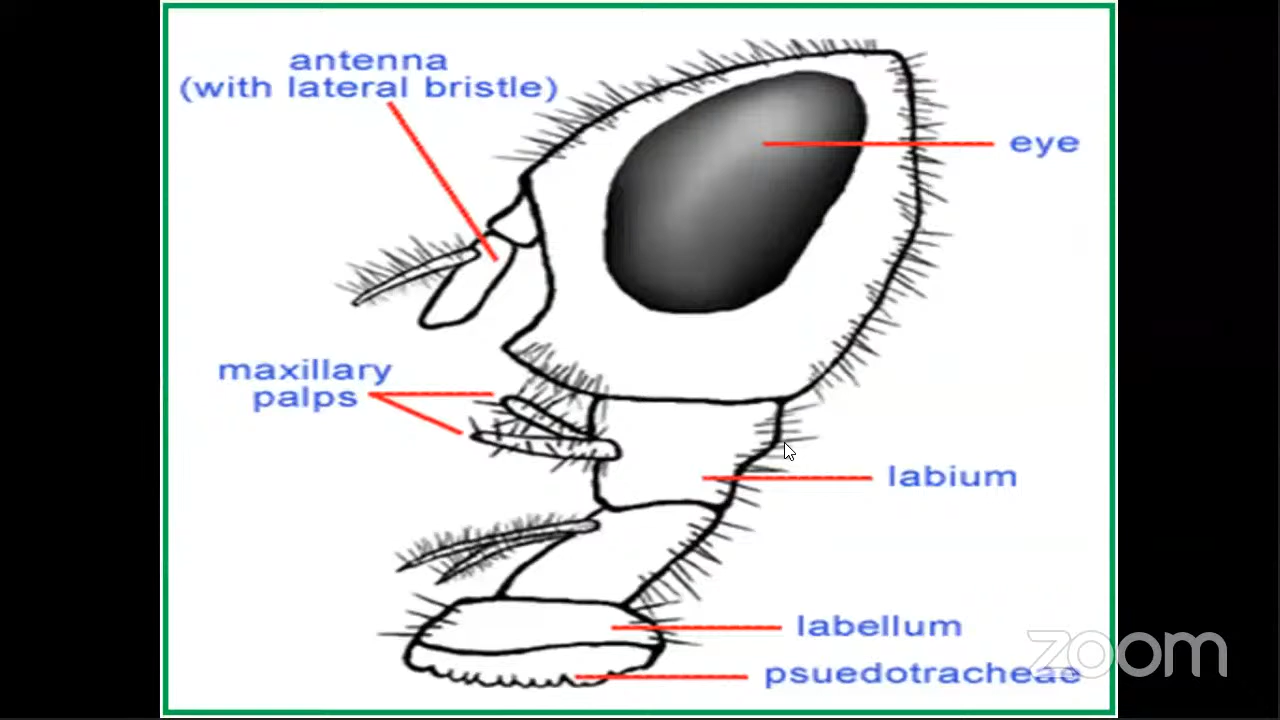 antenna
(with lateral bristle)
eye
maxillary
palps
labium
labellum
psuedotracheae
zoom